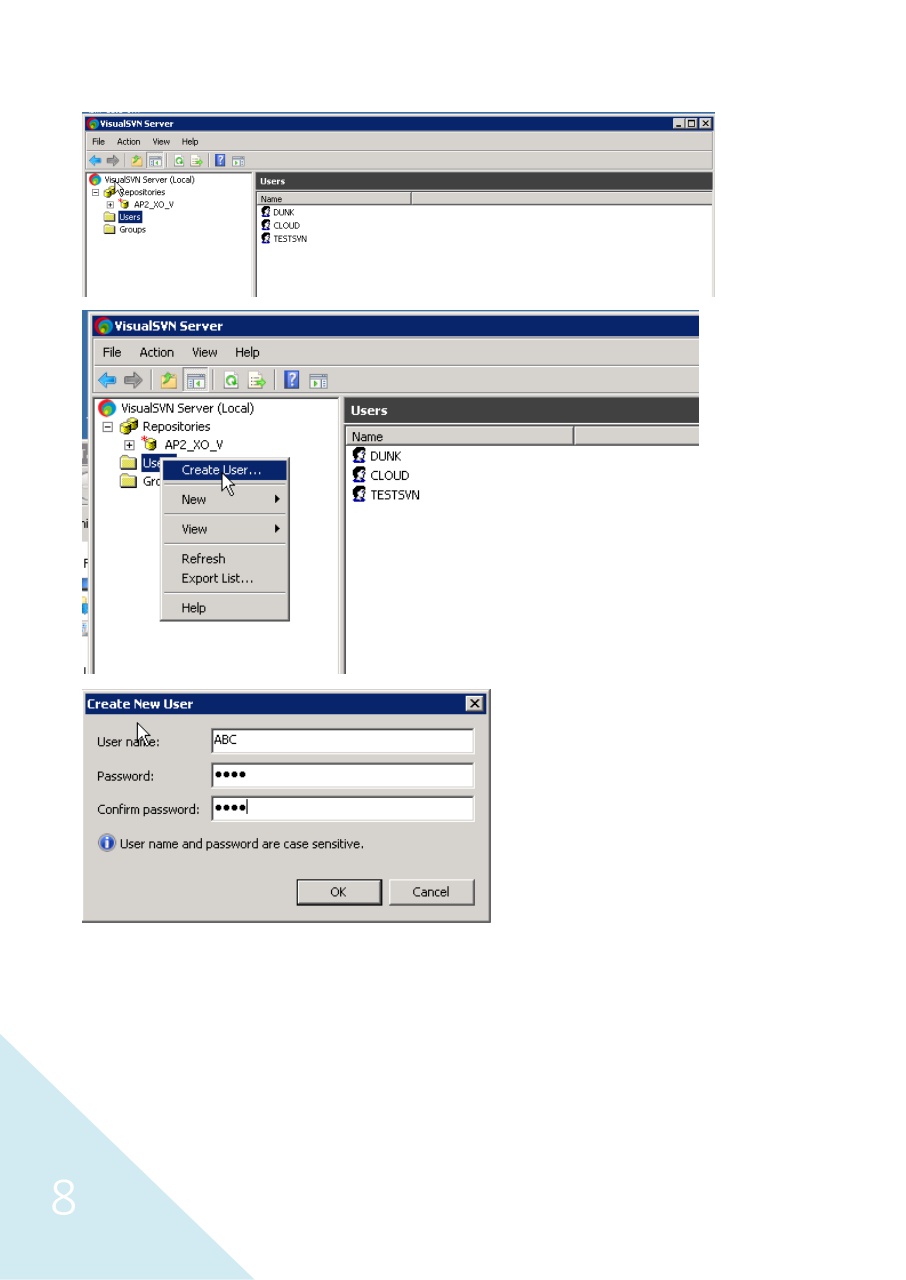 VisualSVN Server
File Action View Help
VisualSVN Server (Local)
Repositories
AP2_XO_V
Users
Groups
Users
Name
DUNK
CLOUD
TESTSVN
VisualSVN Server
File Action View Help
VisualSVN Server (Local)
Repositories
AP2_XO_V
Use
Gro
Create User...
New
View
Refresh
Export List...
Help
Users
Name
DUNK
CLOUD
TESTSVN
Create New User
User name: ABC
Password: ●●●●
Confirm password: ●●●●
User name and password are case sensitive.
OK Cancel
8